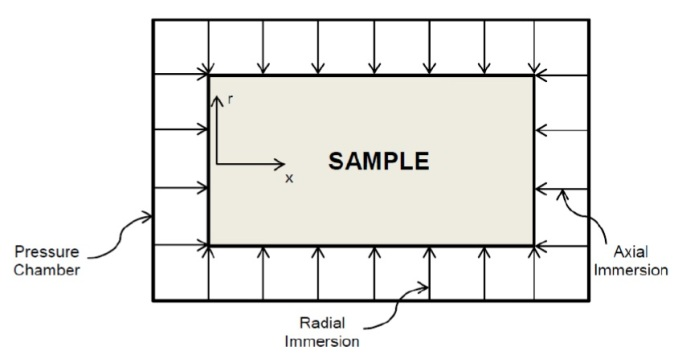 r
SAMPLE
x
Pressure
Chamber
Axial
Immersion
Radial
Immersion